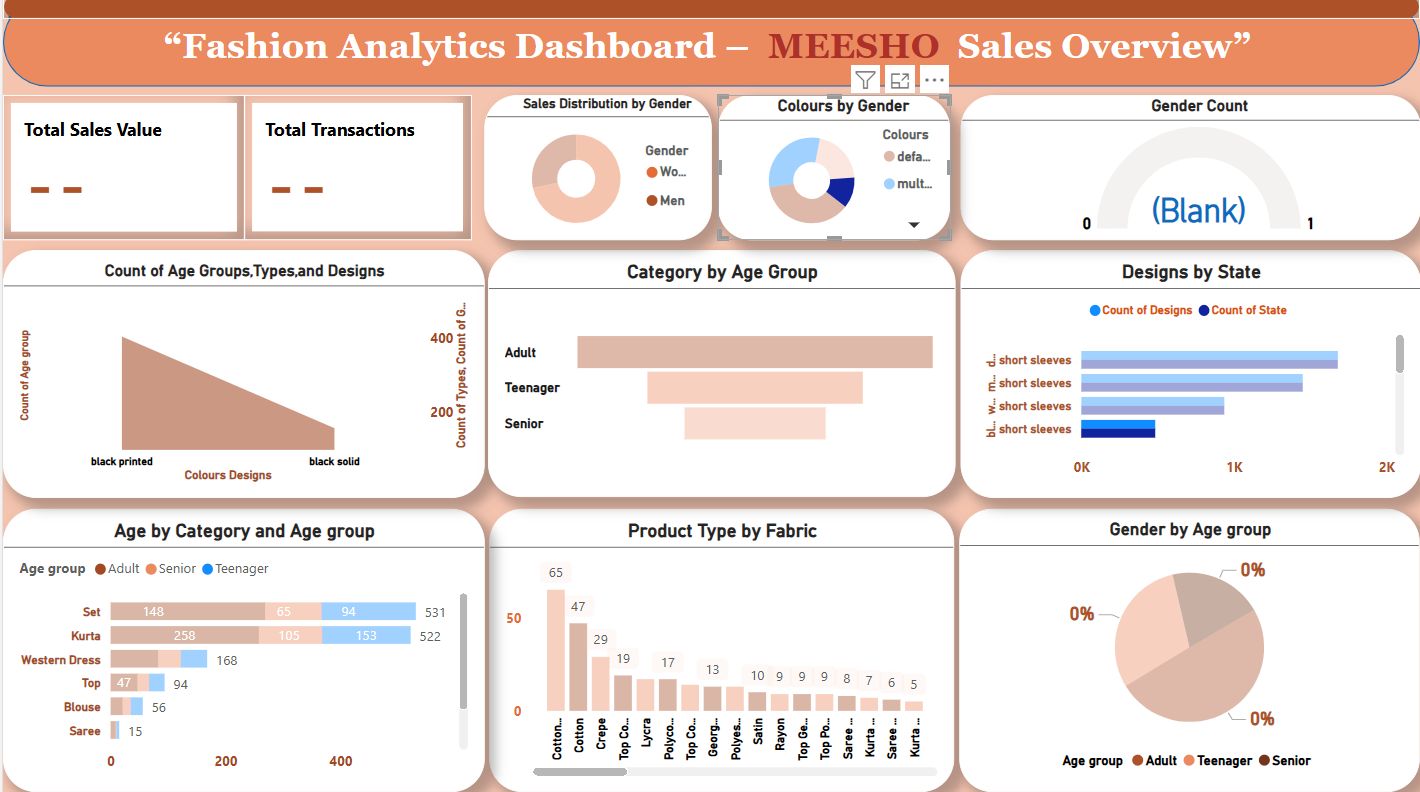 “Fashion Analytics Dashboard – MEESHO Sales Overview”
Total Sales Value
-- 
Total Transactions
--
Sales Distribution by Gender
Gender
Wo...
Men
Colours by Gender
Colours
defa...
mult...
Gender Count
(Blank)
0
1
Count of Age Groups,Types,and Designs
Count of Age group
400
200
Count of Types, Count of G...
black printed
black solid
Colours Designs
Category by Age Group
Adult
Teenager
Senior
Designs by State
Count of Designs Count of State
d... short sleeves
m... short sleeves
w... short sleeves
bl... short sleeves
0K 1K 2K
Age by Category and Age group
Age group Adult Senior Teenager
Set 148 65 94 531
Kurta 258 105 153 522
Western Dress 168
Top 47 94
Blouse 56
Saree 15
0 200 400
Product Type by Fabric
50
0
65
47
29
19
17
13
10
9
9
9
8
7
6
5
Cotton...
Cotton
Crepe
Top Co...
Lycra
Polyco...
Top Co...
Georg...
Polyes...
Satin
Rayon
Top Ge...
Top Po...
Saree ...
Kurta ...
Saree ...
Kurta ...
Gender by Age group
0%
0%
0%
Age group Adult Teenager Senior